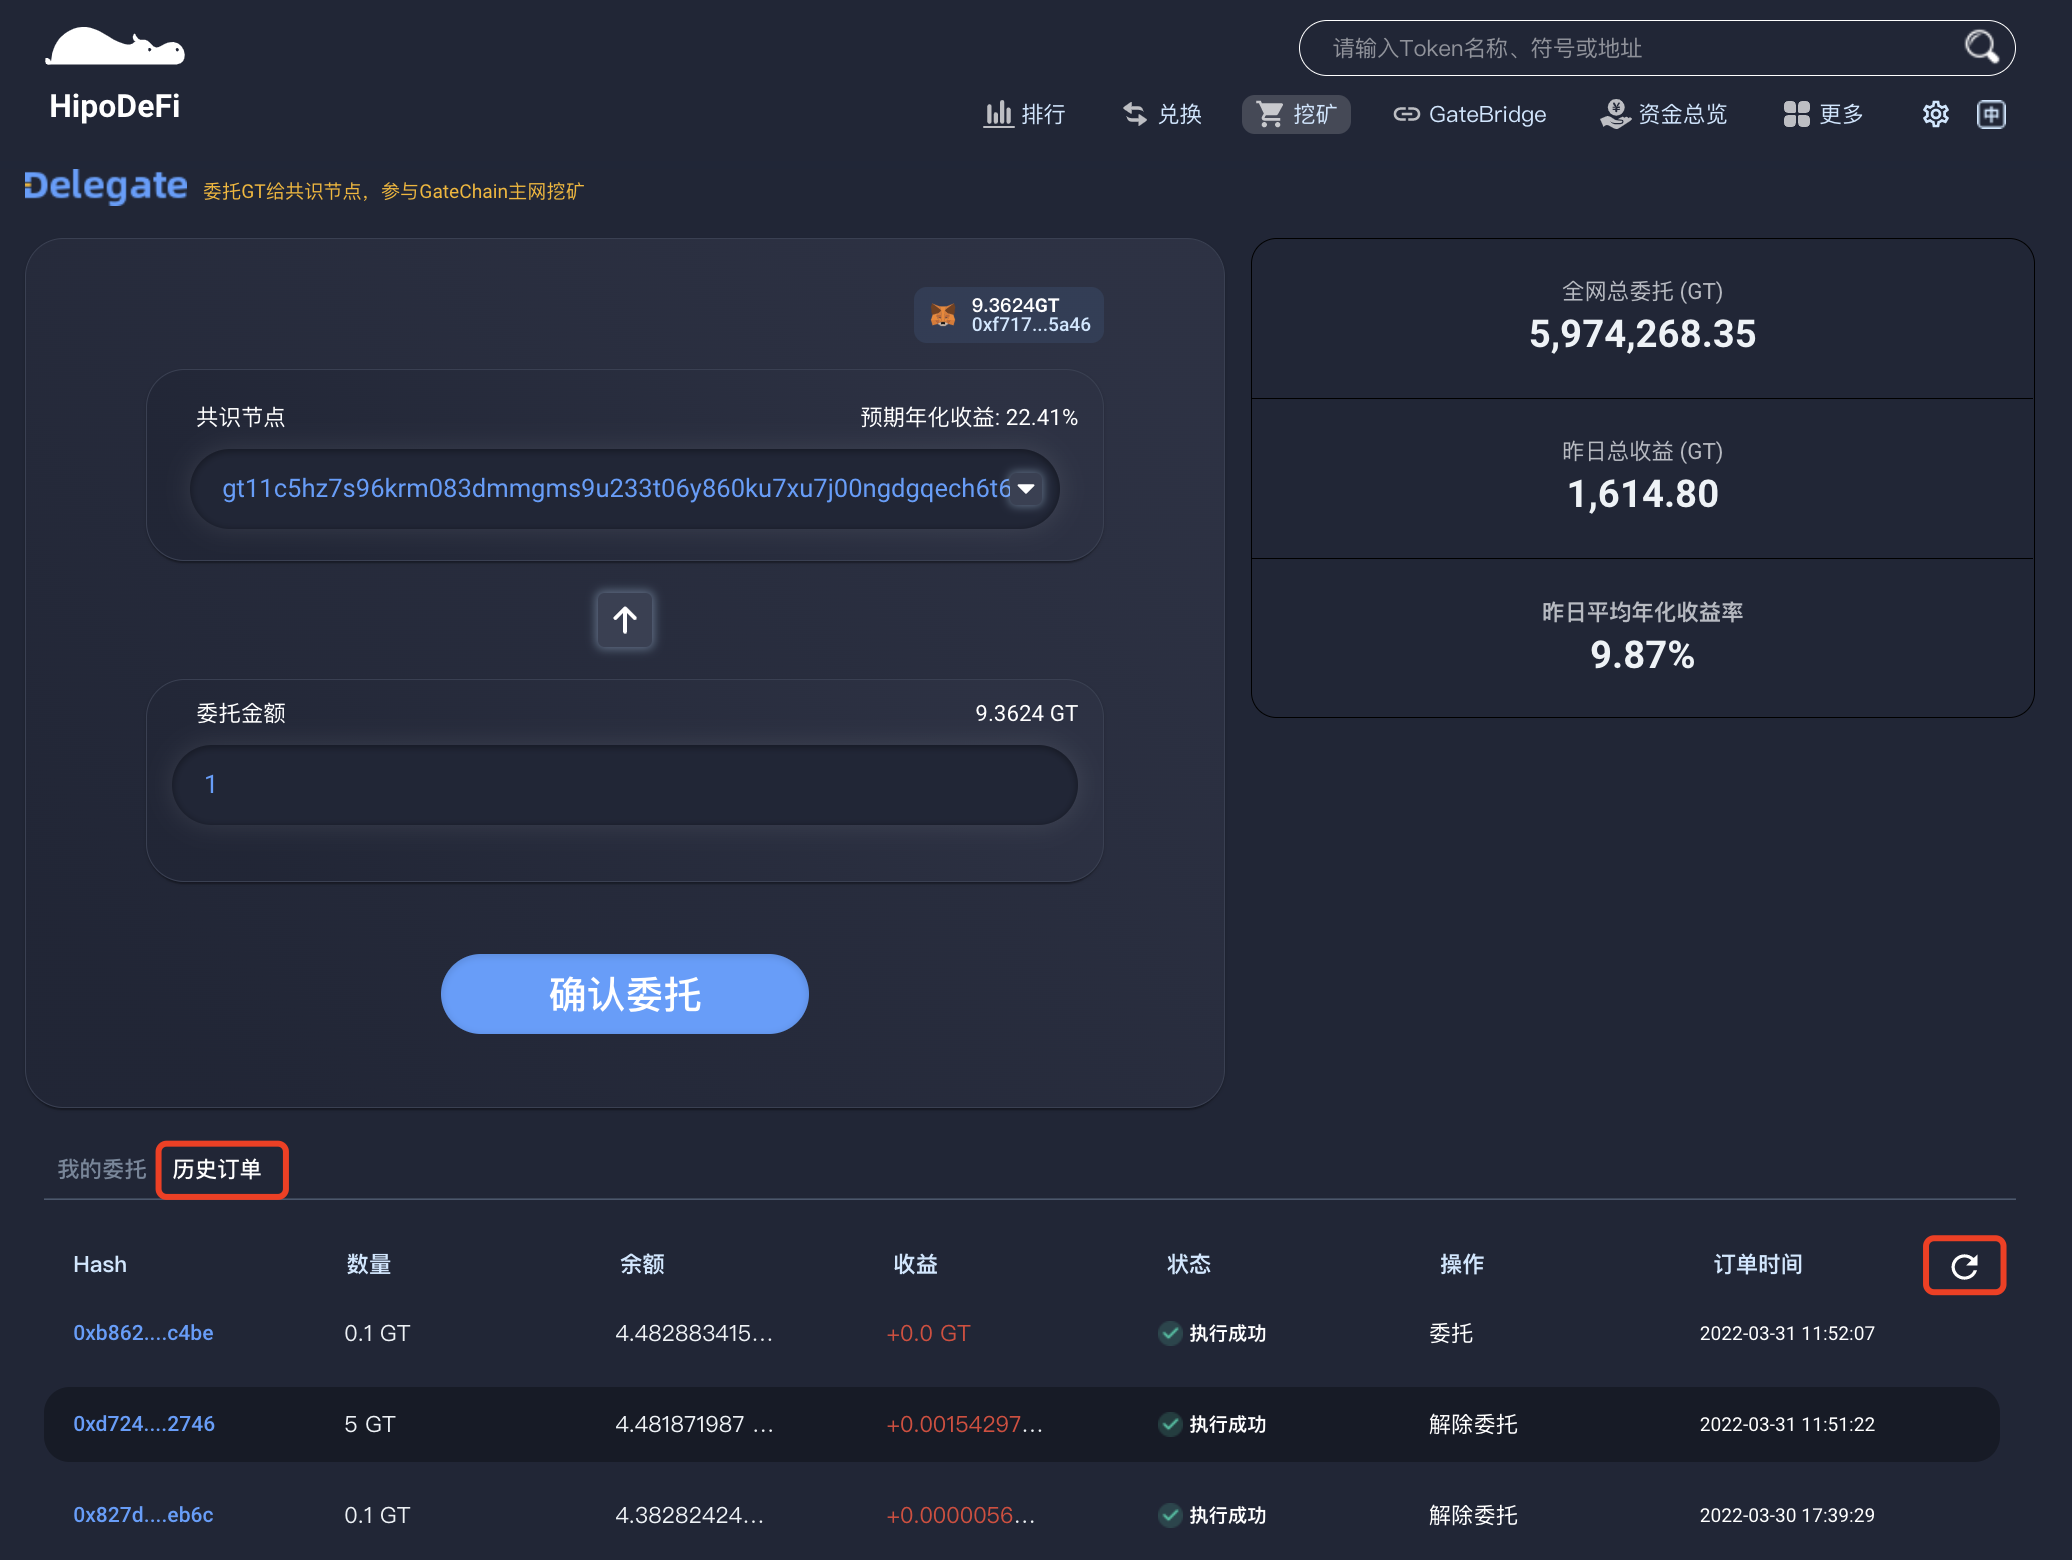 HipoDeFi
请输入Token名称、符号或地址
排行
兑换
挖矿
GateBridge
资金总览
更多
中
Delegate
委托GT给共识节点，参与GateChain主网挖矿
9.3624GT
0xf717...5a46
共识节点
预期年化收益: 22.41%
gt11c5hz7s96krm083dmmgms9u233t06y860ku7xu7j00ngdgqech6t6
委托金额
9.3624 GT
1
确认委托
全网总委托 (GT)
5,974,268.35
昨日总收益 (GT)
1,614.80
昨日平均年化收益率
9.87%
我的委托 历史订单
Hash 数量 余额 收益 状态 操作 订单时间
0xb862....c4be 0.1 GT 4.482883415... +0.0 GT 执行成功 委托 2022-03-31 11:52:07
0xd724....2746 5 GT 4.481871987 ... +0.00154297... 执行成功 解除委托 2022-03-31 11:51:22
0x827d....eb6c 0.1 GT 4.38282424... +0.0000056... 执行成功 解除委托 2022-03-30 17:39:29